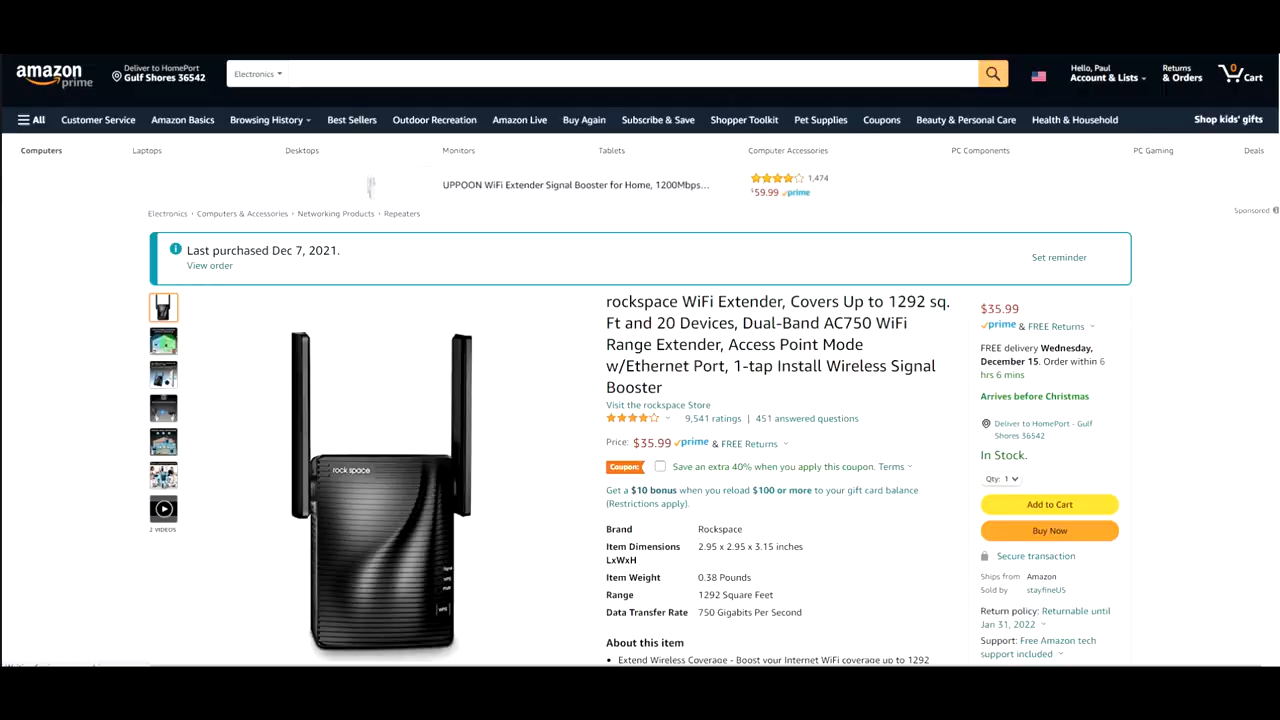 amazon
prime
Deliver to HomePort
Gulf Shores 36542
Electronics
Hello, Paul
Account & Lists
Returns
& Orders
0
Cart
All
Customer Service
Amazon Basics
Browsing History
Best Sellers
Outdoor Recreation
Amazon Live
Buy Again
Subscribe & Save
Shopper Toolkit
Pet Supplies
Coupons
Beauty & Personal Care
Health & Household
Shop kids' gifts
Computers
Laptops
Desktops
Monitors
Tablets
Computer Accessories
PC Components
PC Gaming
Deals
UPPOON WiFi Extender Signal Booster for Home, 1200Mbps...
1,474
$59.99 prime
Electronics › Computers & Accessories › Networking Products › Repeaters
Sponsored
Last purchased Dec 7, 2021.
View order
Set reminder
2 VIDEOS
rock space
Signal
WPS
rockspace WiFi Extender, Covers Up to 1292 sq.
Ft and 20 Devices, Dual-Band AC750 WiFi
Range Extender, Access Point Mode
w/Ethernet Port, 1-tap Install Wireless Signal
Booster
Visit the rockspace Store
9,541 ratings | 451 answered questions
Price: $35.99 prime & FREE Returns
Coupon: Save an extra 40% when you apply this coupon. Terms
Get a $10 bonus when you reload $100 or more to your gift card balance
(Restrictions apply).
Brand Rockspace
Item Dimensions 2.95 x 2.95 x 3.15 inches
LxWxH
Item Weight 0.38 Pounds
Range 1292 Square Feet
Data Transfer Rate 750 Gigabits Per Second
About this item
• Extend Wireless Coverage - Boost your Internet WiFi coverage up to 1292
$35.99
prime & FREE Returns
FREE delivery Wednesday,
December 15. Order within 6
hrs 6 mins
Arrives before Christmas
Deliver to HomePort - Gulf
Shores 36542
In Stock.
Qty: 1
Add to Cart
Buy Now
Secure transaction
Ships from Amazon
Sold by stayfineUS
Return policy: Returnable until
Jan 31, 2022
Support: Free Amazon tech
support included